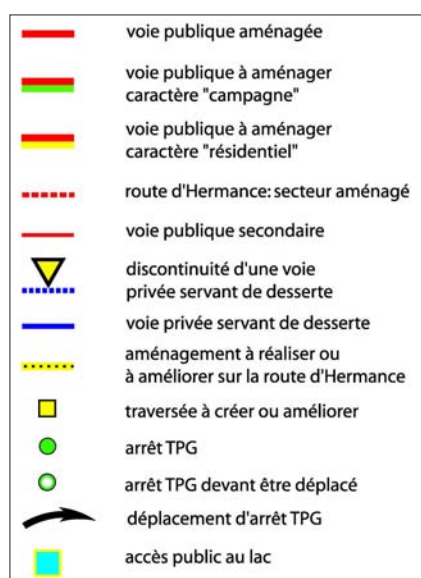 voie publique aménagée
voie publique à aménager
caractère "campagne"
voie publique à aménager
caractère "résidentiel"
route d'Hermance: secteur aménagé
voie publique secondaire
discontinuité d'une voie
privée servant de desserte
voie privée servant de desserte
aménagement à réaliser ou
à améliorer sur la route d'Hermance
traversée à créer ou améliorer
arrêt TPG
arrêt TPG devant être déplacé
déplacement d'arrêt TPG
accès public au lac